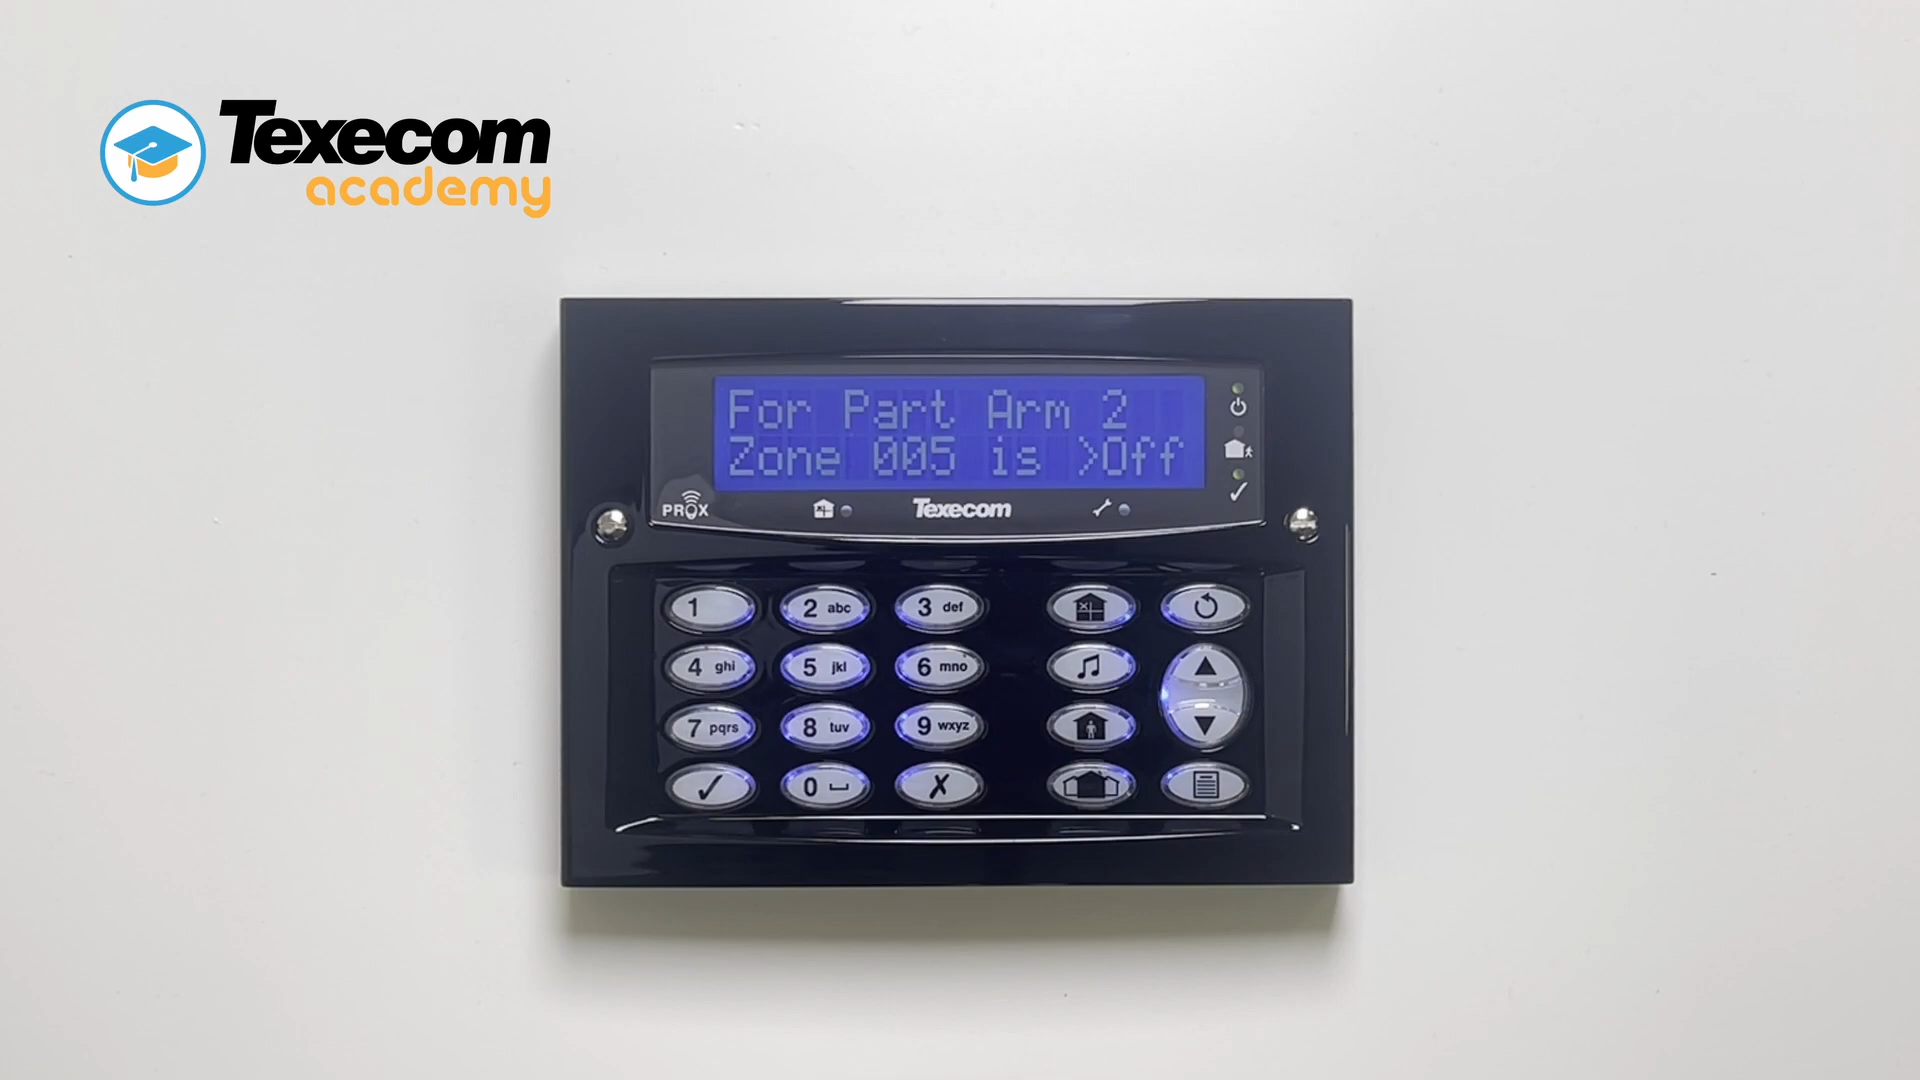 Texecom
academy
For Part Arm 2
Zone 005 is >Off
PROX
Texecom
1
2 abc
3 def
4 ghi
5 jkl
6 mno
7 pqrs
8 tuv
9 wxyz
0